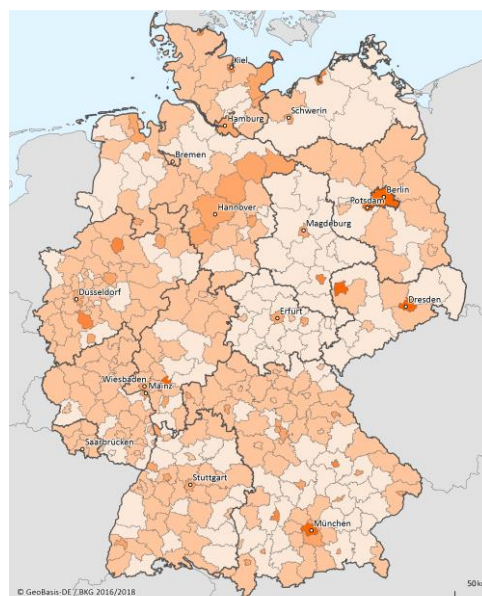 Kiel
Schwerin
Hamburg
Bremen
Berlin
Potsdam
Hannover
Magdeburg
Düsseldorf
Dresden
Erfurt
Wiesbaden
Mainz
Saarbrücken
Stuttgart
München
© GeoBasis-DE / BKG 2016/2018
50k